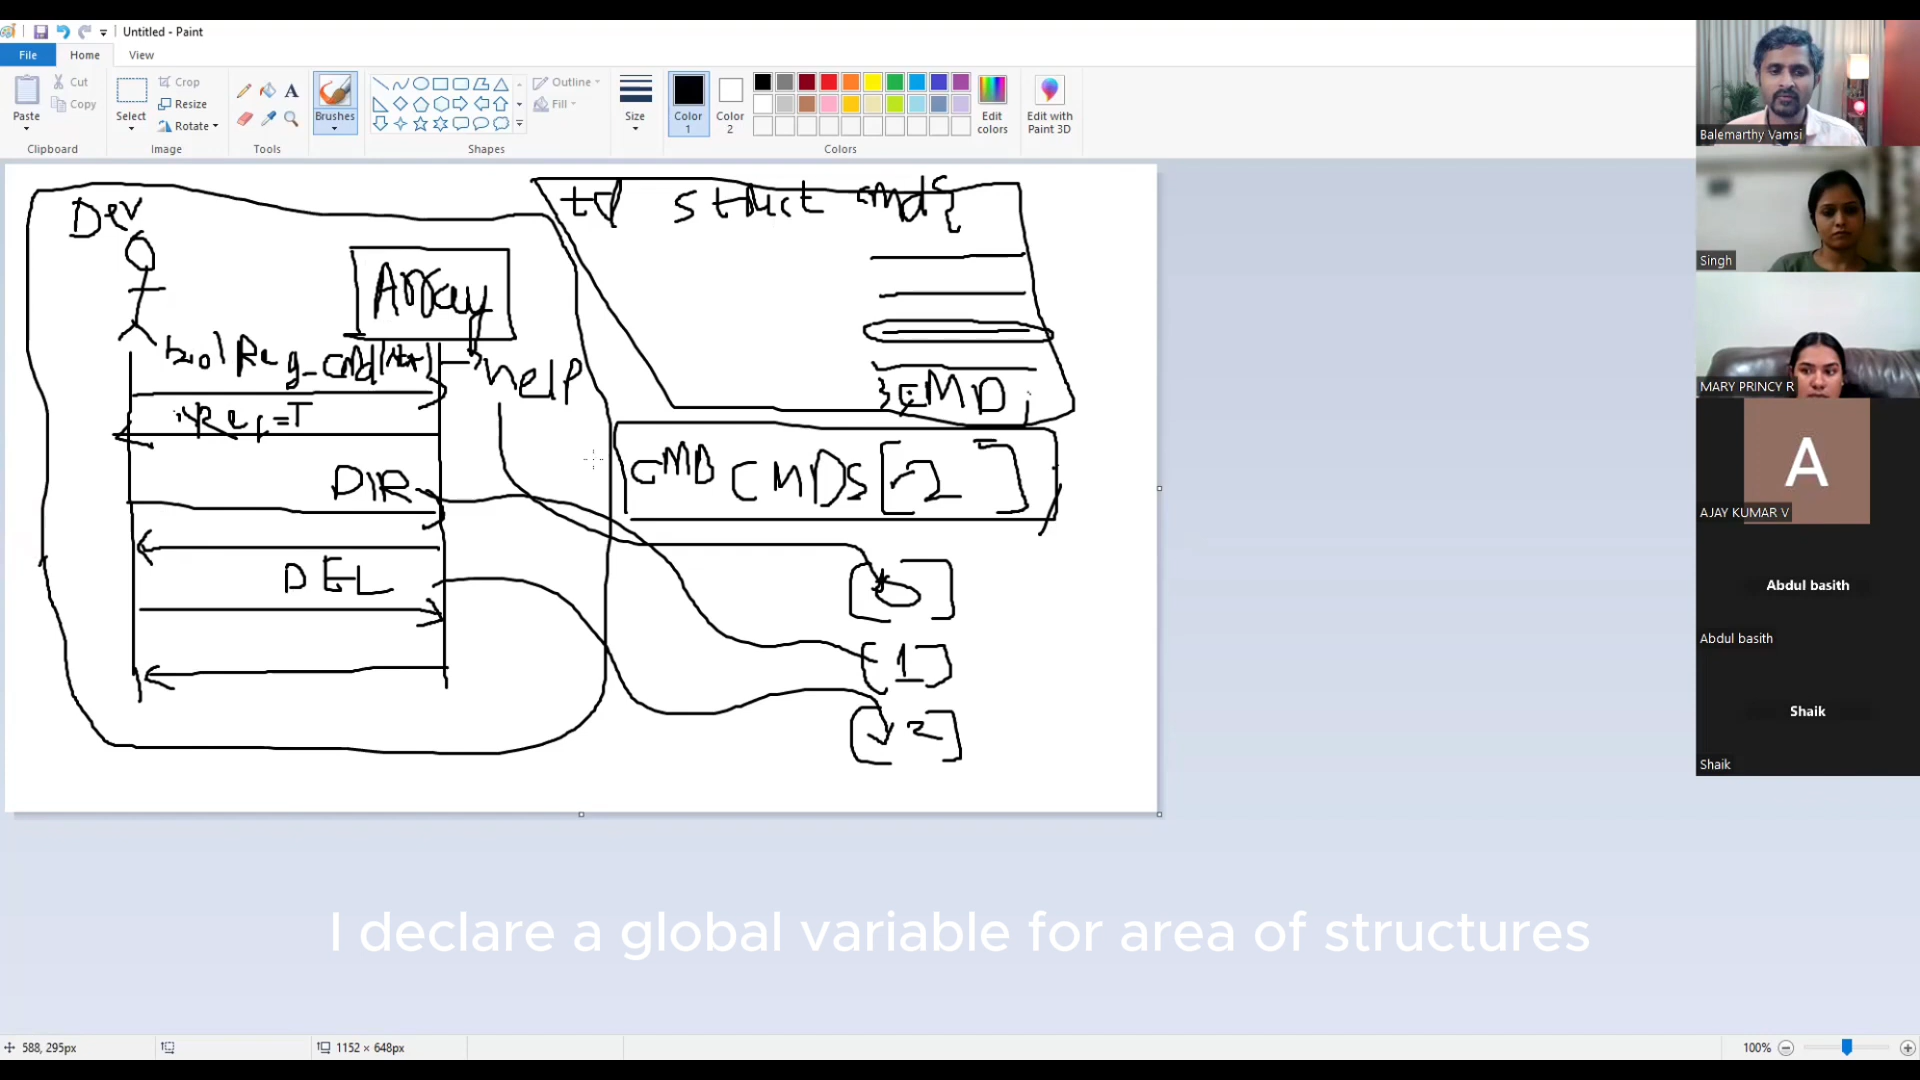 Untitled - Paint
File
Home
View
Paste
Cut
Copy
Clipboard
Select
Crop
Resize
Rotate
Image
Tools
Brushes
Shapes
Outline
Fill
Size
Color 1
Color 2
Edit colors
Edit with Paint 3D
Colors
Dev
Array
bool Reg_CMD
help
=T
DIR
DEL
td struct cmd{
}CMD;
CMD CMDS[2];
[0]
[1]
[2]
Balemarthy Vamsi
Singh
MARY PRINCY R
A
AJAY KUMAR V
Abdul basith
Abdul basith
Shaik
Shaik
I declare a global variable for area of structures
588, 295px
1152 × 648px
100%